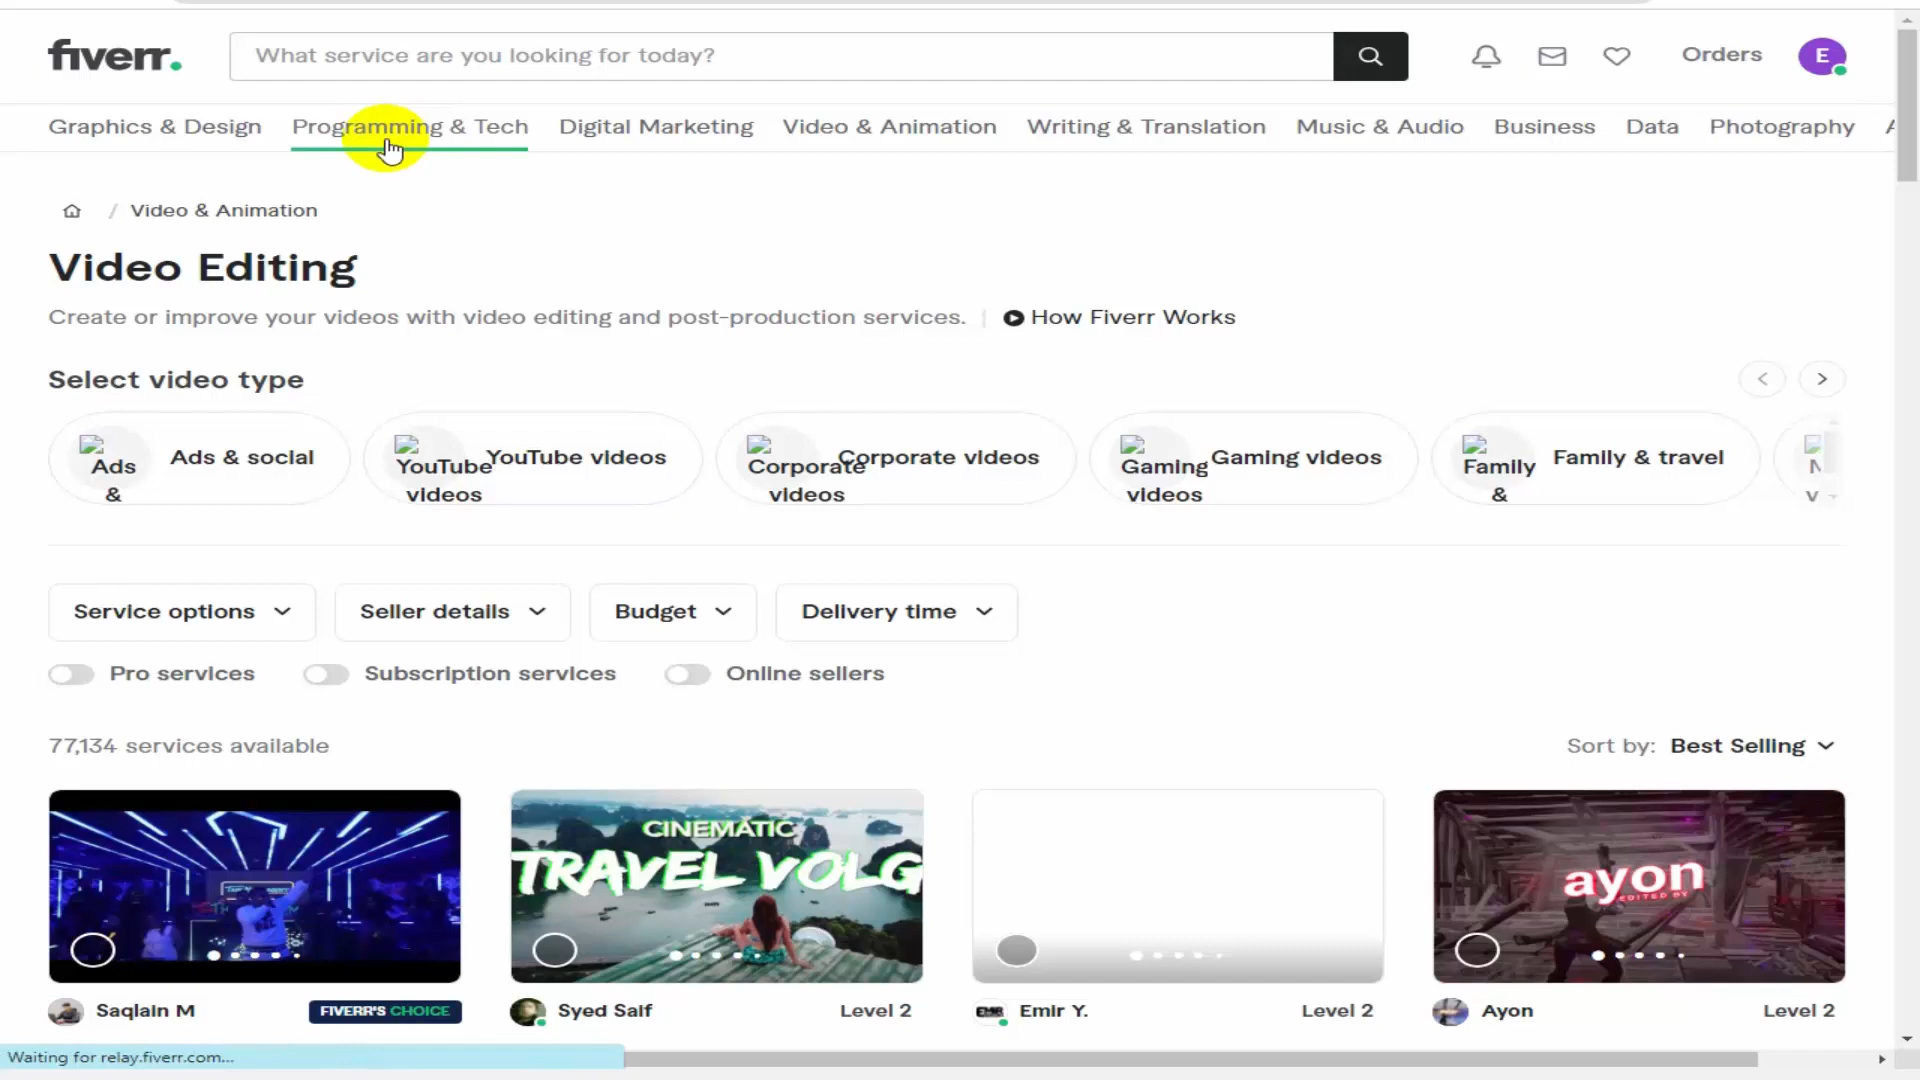 fiverr.
What service are you looking for today?
Orders
E
Graphics & Design
Programming & Tech
Digital Marketing
Video & Animation
Writing & Translation
Music & Audio
Business
Data
Photography
/ Video & Animation
Video Editing
Create or improve your videos with video editing and post-production services.
How Fiverr Works
Select video type
Ads
&
Ads & social
YouTube
videos
YouTube videos
Corporate
videos
Corporate videos
Gaming
videos
Gaming videos
Family
&
Family & travel
Service options
Seller details
Budget
Delivery time
Pro services
Subscription services
Online sellers
77,134 services available
Sort by: Best Selling
CINEMATIC
TRAVEL VOLG
ayon
EDITED BY
Saqlain M
FIVERR'S CHOICE
Syed Saif
Level 2
EMR
Emir Y.
Level 2
Ayon
Level 2
Waiting for relay.fiverr.com...